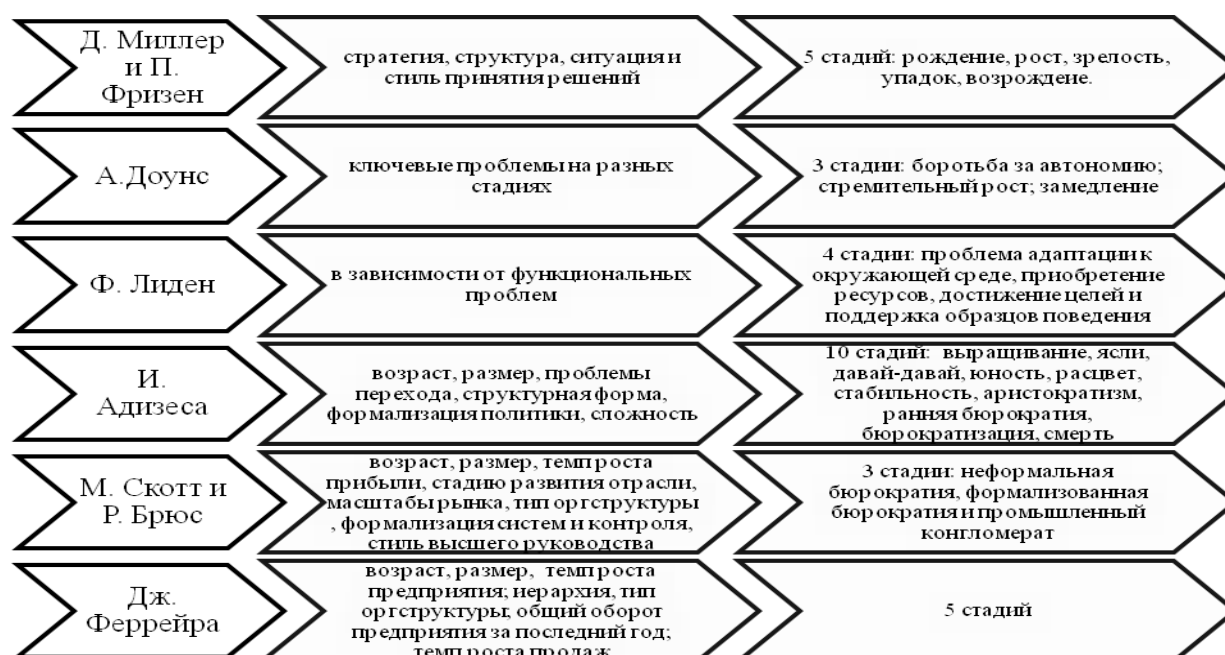 Д. Миллер
и П.
Фризен
стратегия, структура, ситуация и
стиль принятия решений
5 стадий: рождение, рост, зрелость,
упадок, возрождеие.
А.Доунс
ключевые проблемы на разных
стадиях
3 стадии: боротьба за автономию;
стремительный рост; замедление
Ф. Лиден
в зависимости от функциональных
проблем
4 стадии: проблема адаптации к
окружающей среде, приобретение
ресурсов, достижение целей и
поддержка образцов поведения
И.
Адизеса
возраст, размер, проблемы
перехода, структурная форма,
формализация политики, сложность
10 стадий: выращивание, ясли,
давай-давай, юность, расцвет,
стабильность, аристократизм,
ранняя бюрократия,
бюрократизация, смерть
М. Скотт и
Р. Брюс
возраст, размер, темп роста
прибыли, стадию развития отрасли,
масштабы рынка, тип оргструктуры
, формализация систем и контроля,
стиль высшего руководства
3 стадии: неформальная
бюрократия, формализованная
бюрократия и промышленный
конгломерат
Дж.
Феррейра
возраст, размер, темп роста
предприятия; иерархия, тип
оргструктуры; общий оборот
предприятия за последний год;
темп роста продаж
5 стадий